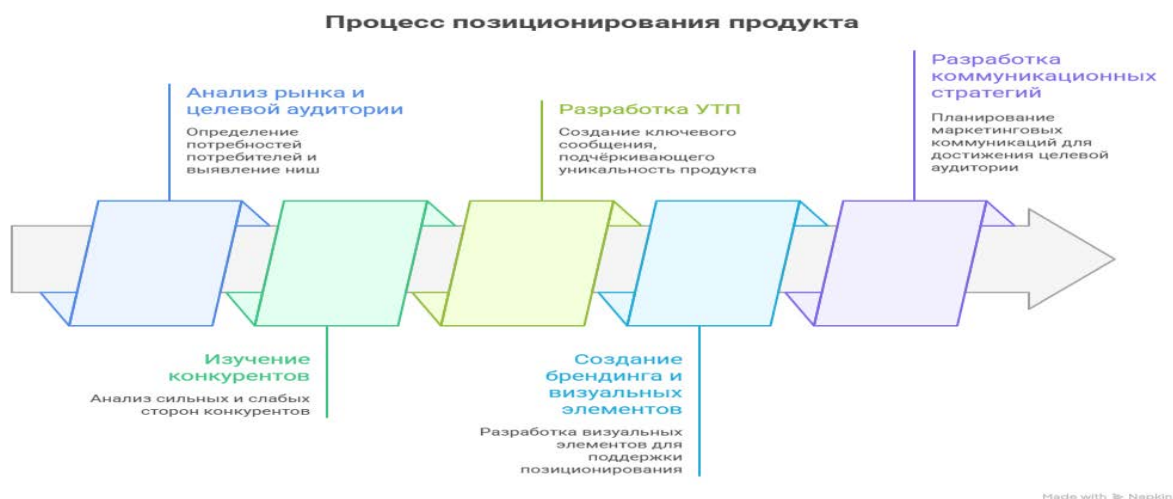 Процесс позиционирования продукта
Анализ рынка и
целевой аудитории
Определение
потребностей
потребителей и
выявление ниш
Изучение
конкурентов
Анализ сильных и слабых
сторон конкурентов
Разработка УТП
Создание ключевого
сообщения,
подчёркивающего
уникальность продукта
Создание
брендинга и
визуальных
элементов
Разработка визуальных
элементов для
поддержки
позиционирования
Разработка
коммуникационных
стратегий
Планирование
маркетинговых
коммуникаций для
достижения целевой
аудитории
Made with Napkin